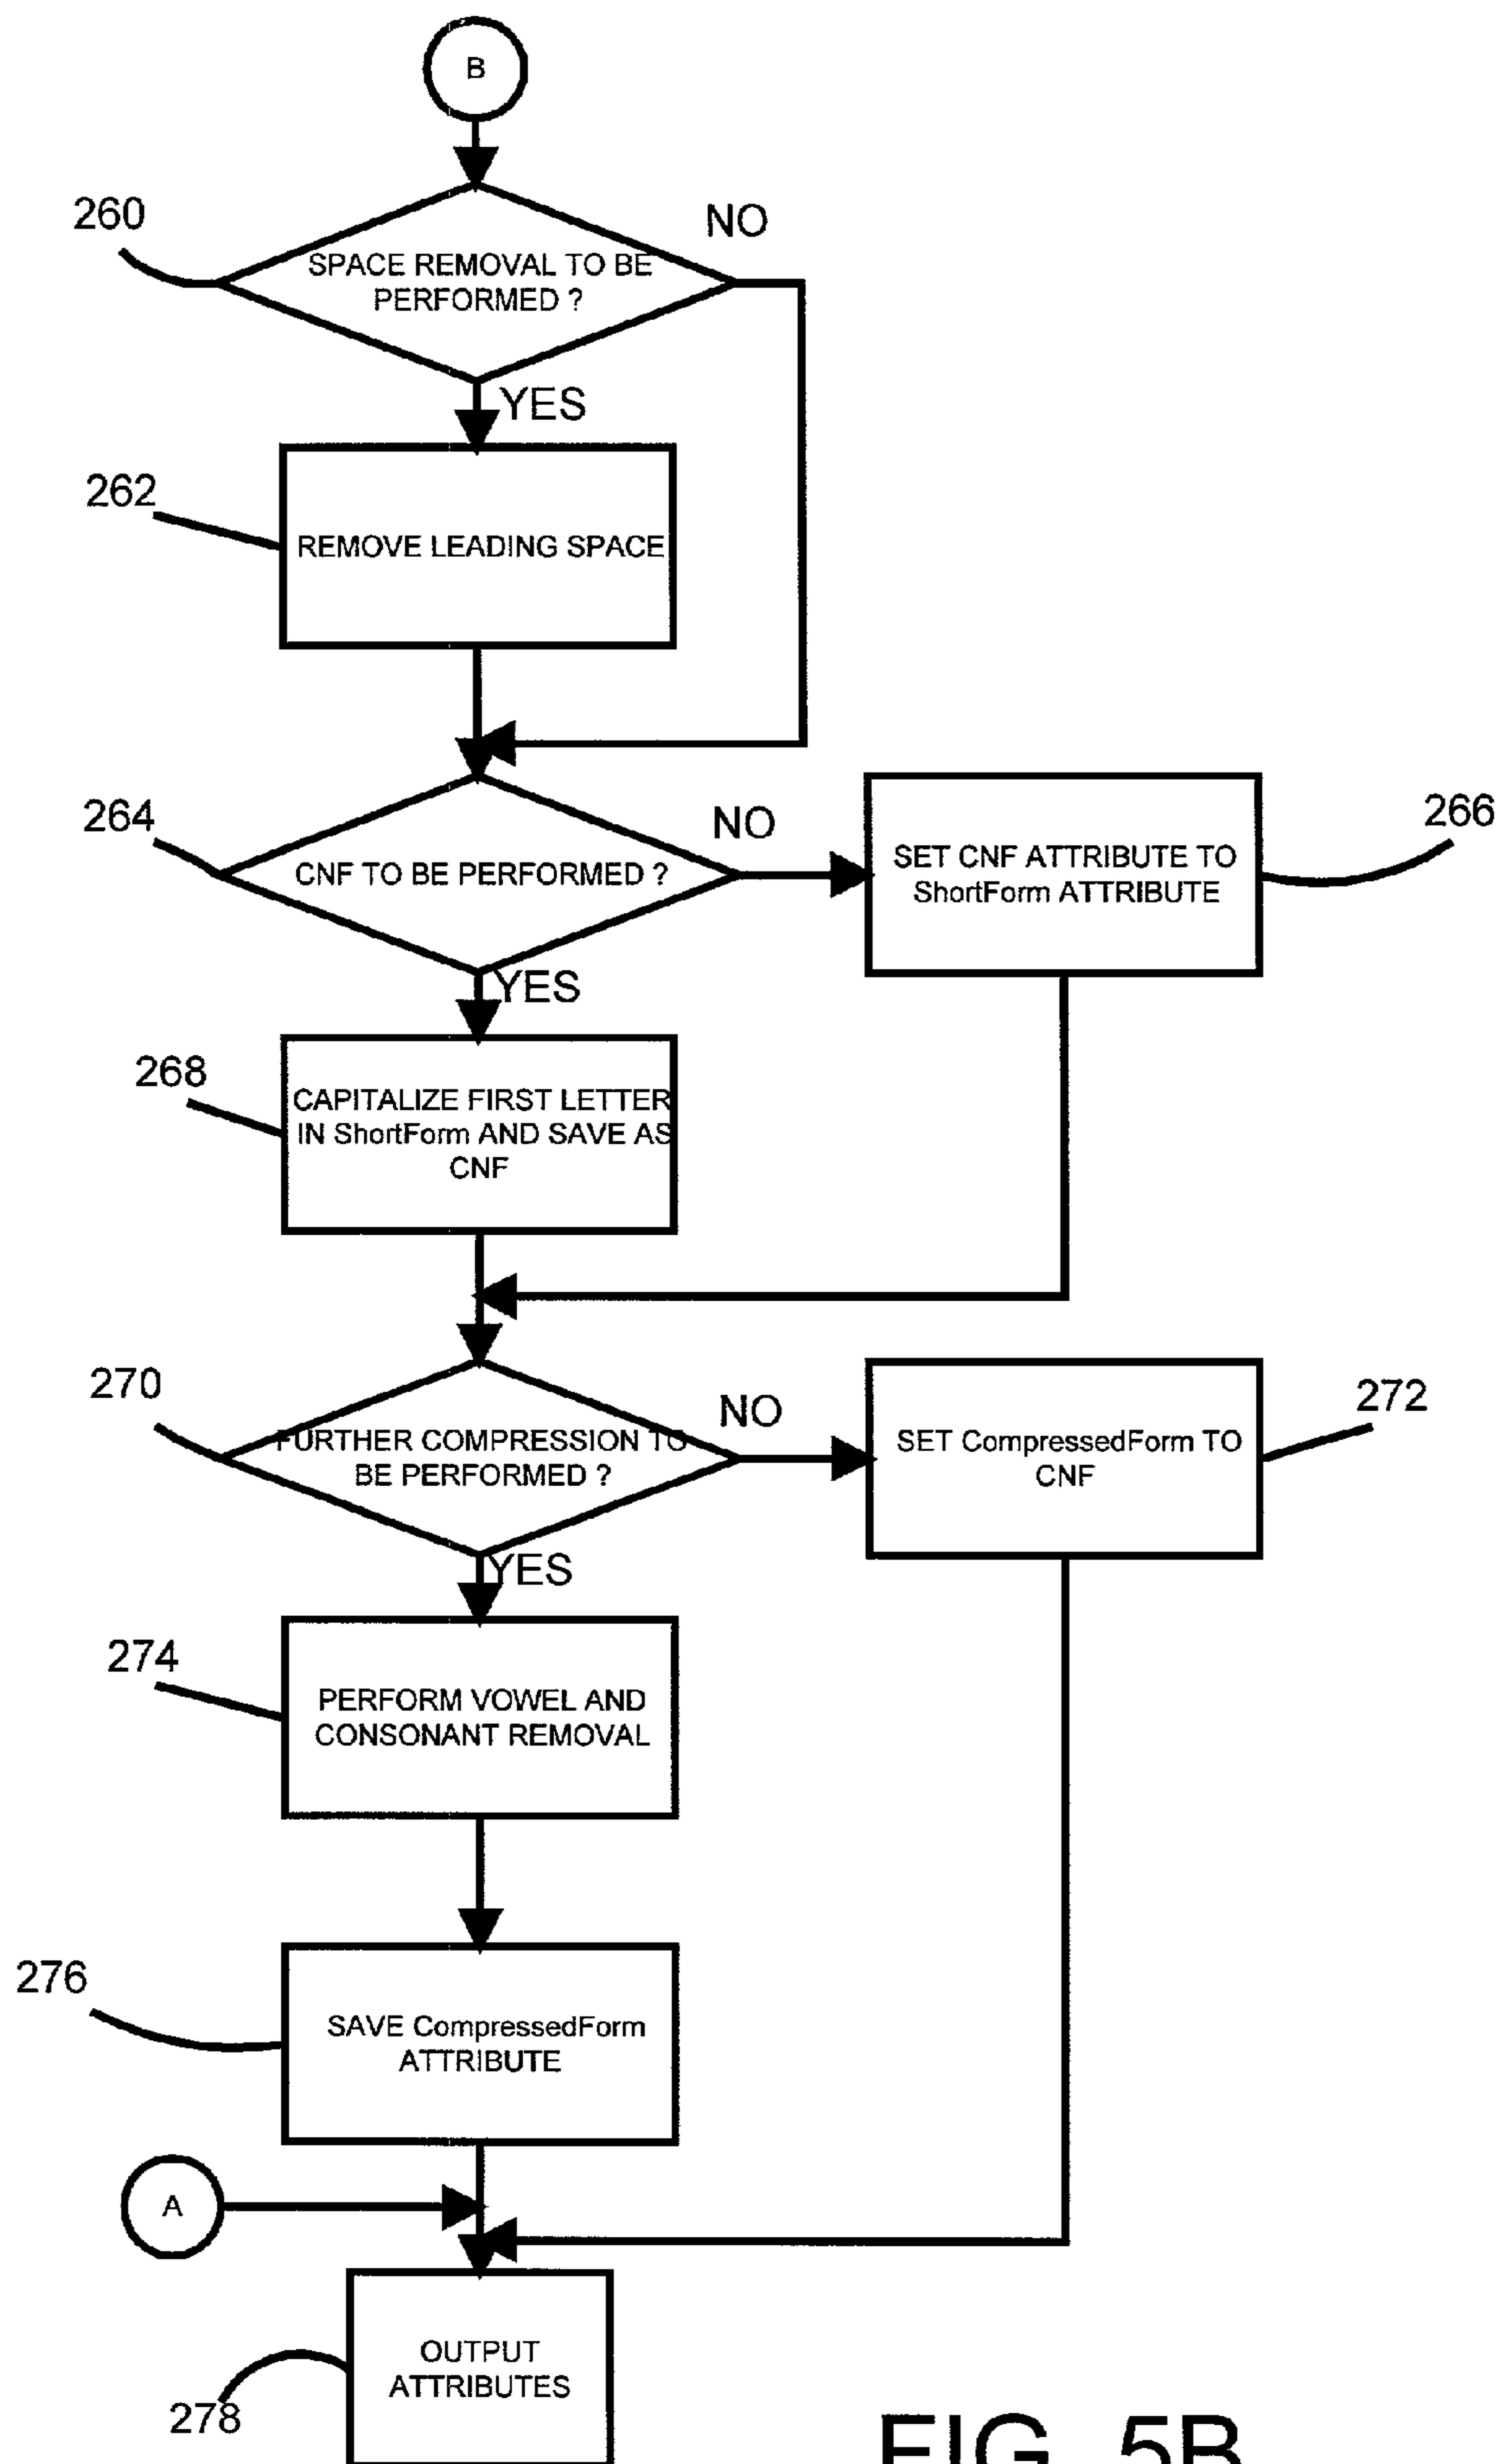 B
260
NO
SPACE REMOVAL TO BE
PERFORMED ?
YES
262
REMOVE LEADING SPACE
264
NO
CNF TO BE PERFORMED ?
SET CNF ATTRIBUTE TO
ShortForm ATTRIBUTE
266
YES
268
CAPITALIZE FIRST LETTER
IN ShortForm AND SAVE AS
CNF
270
NO
FURTHER COMPRESSION TO
BE PERFORMED ?
SET CompressedForm TO
CNF
272
YES
274
PERFORM VOWEL AND
CONSONANT REMOVAL
276
SAVE CompressedForm
ATTRIBUTE
A
OUTPUT
ATTRIBUTES
278
FIG. 5B